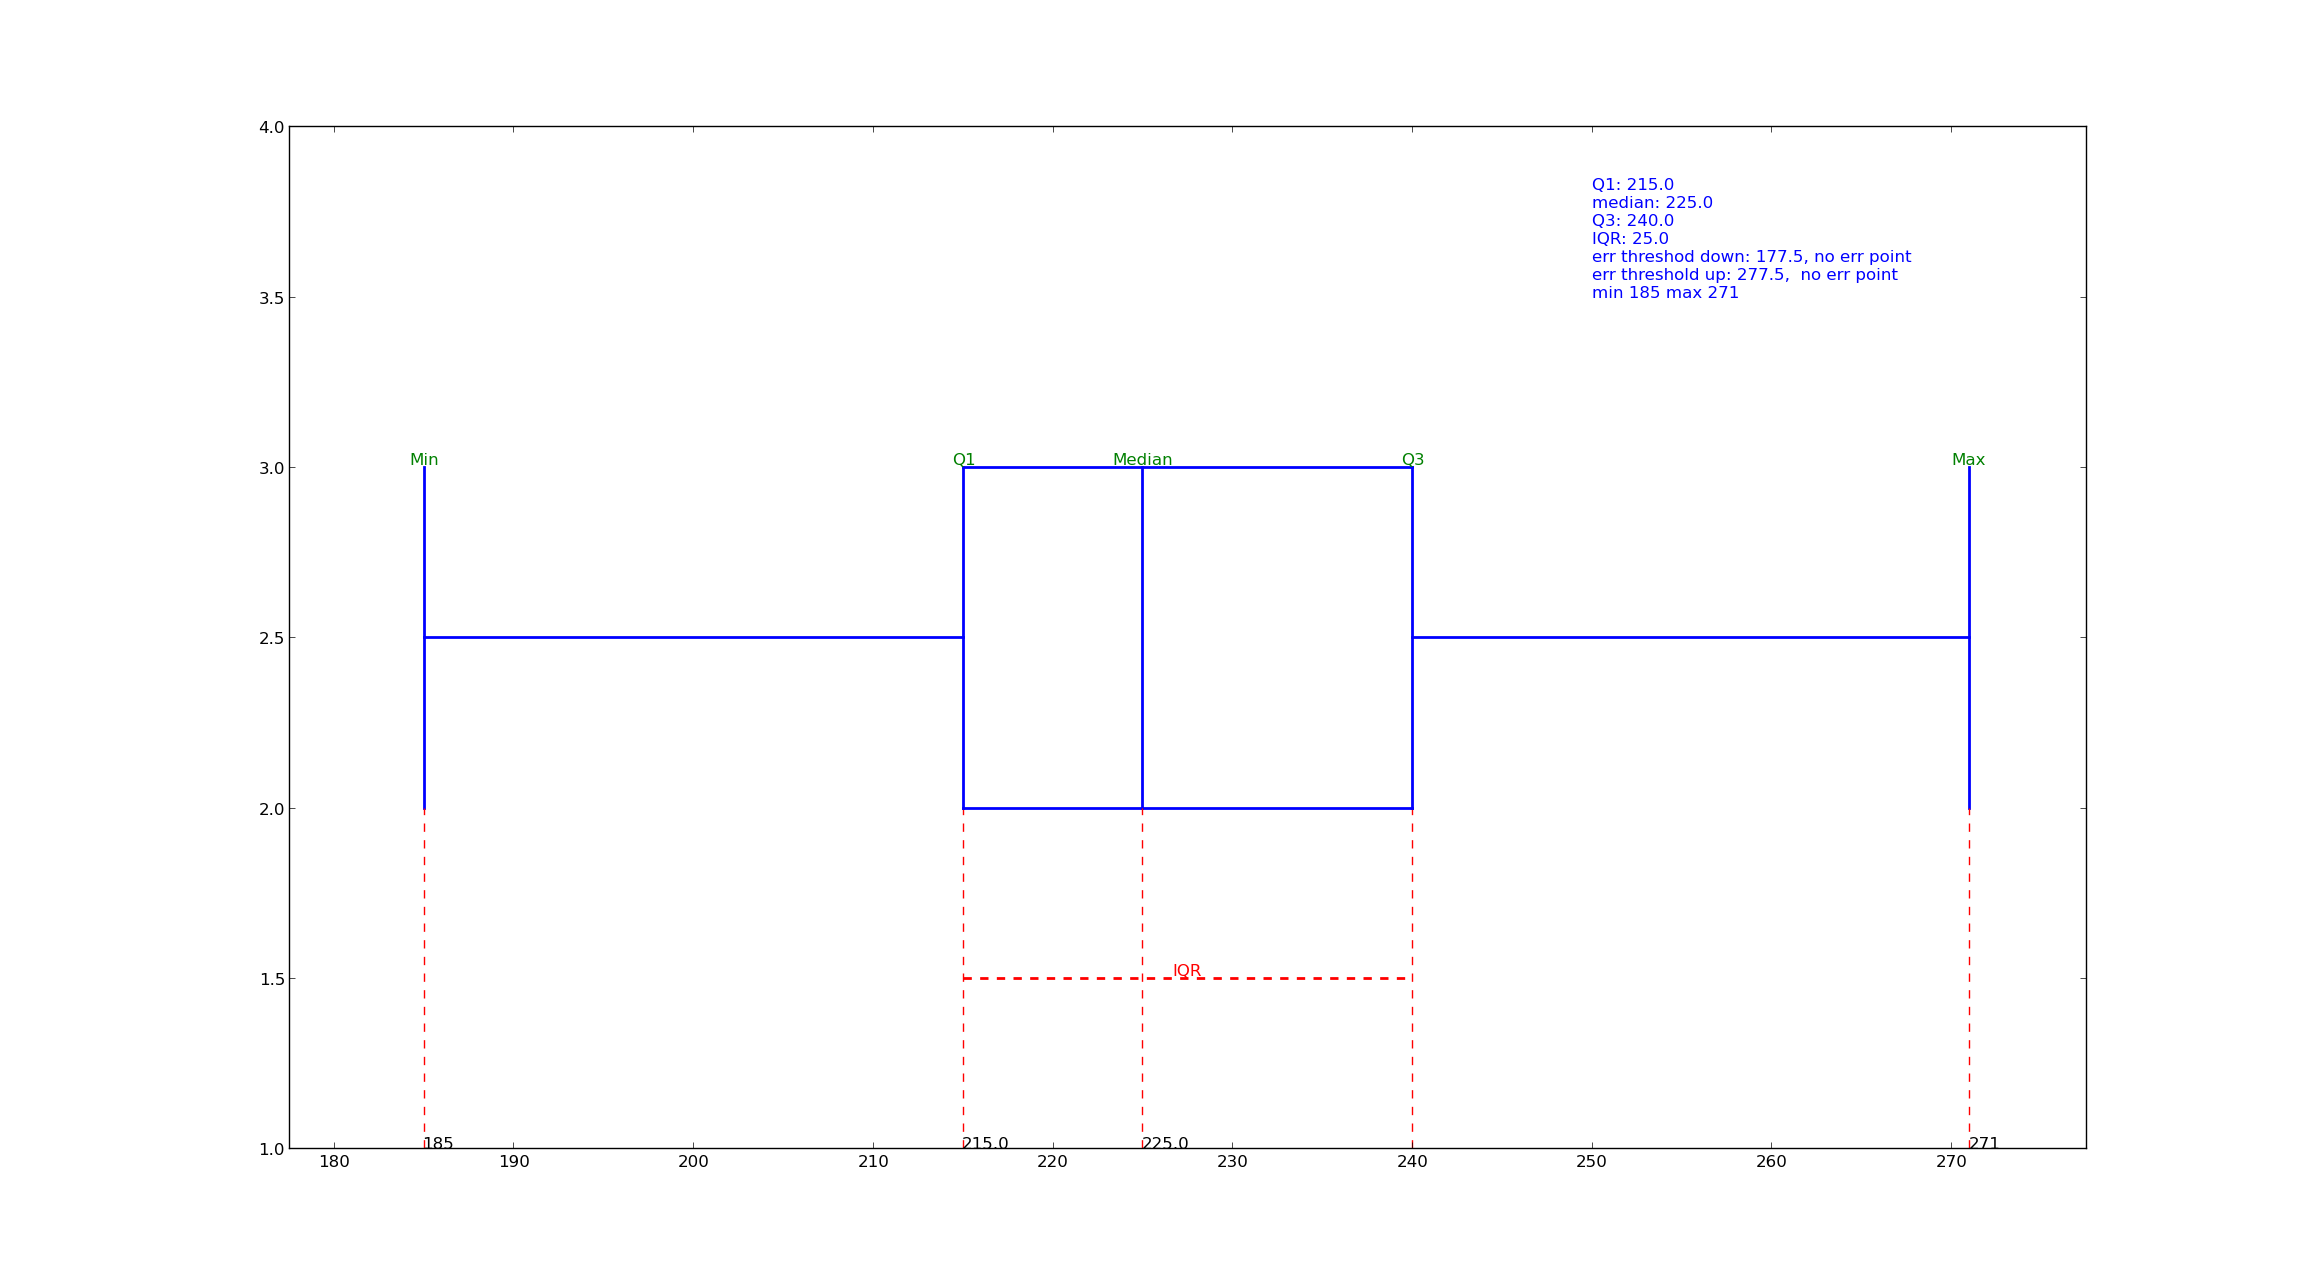 4.0
Q1: 215.0
median: 225.0
Q3: 240.0
IQR: 25.0
err threshod down: 177.5, no err point
err threshold up: 277.5,  no err point
min 185 max 271
3.5
Min Q1 Median Q3 Max
3.0
2.5
2.0
IQR
1.5
185 215.0 225.0 271
1.0
180 190 200 210 220 230 240 250 260 270